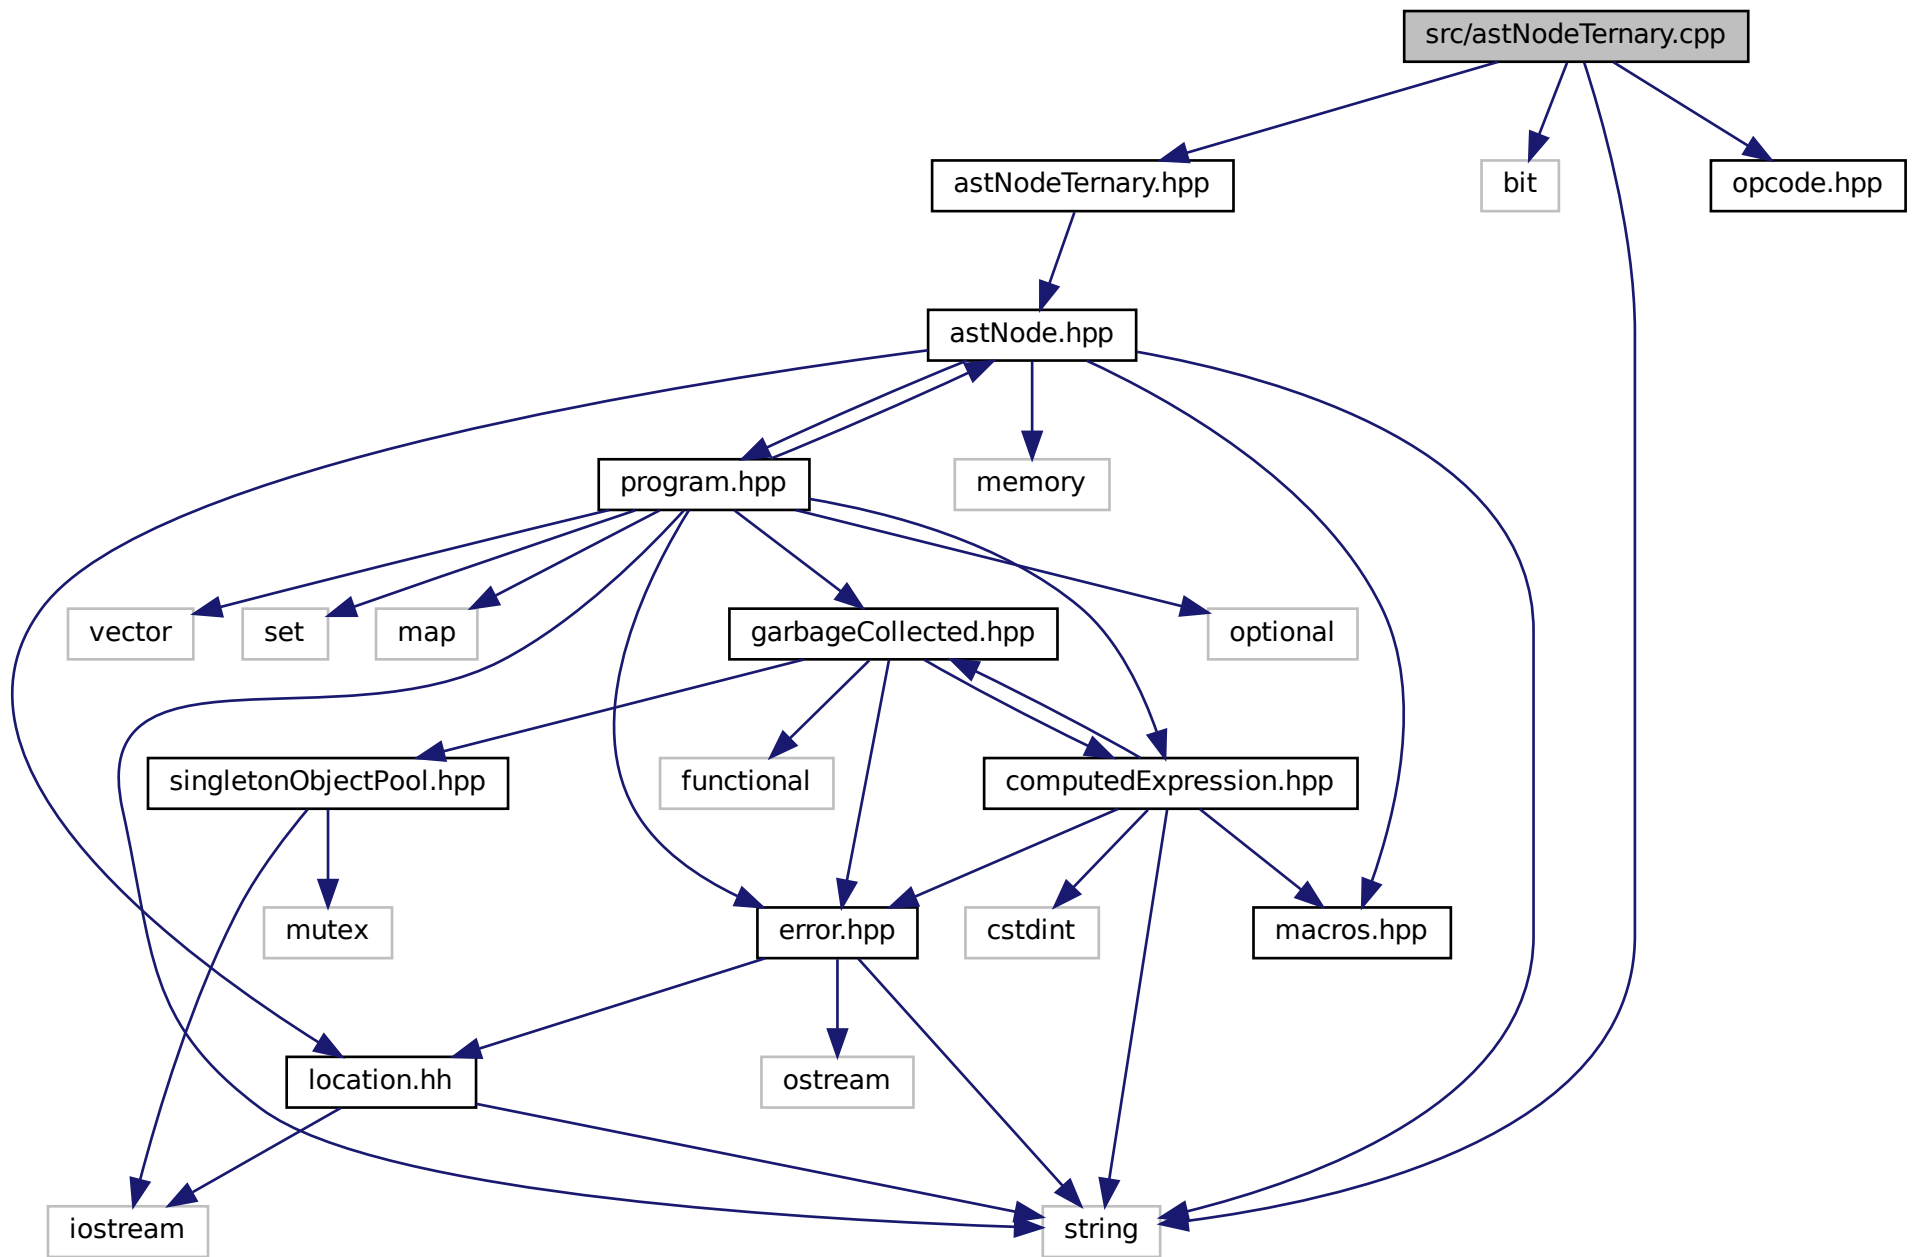 src/astNodeTernary.cpp
astNodeTernary.hpp
bit
opcode.hpp
astNode.hpp
program.hpp
memory
vector
set
map
garbageCollected.hpp
optional
singletonObjectPool.hpp
functional
computedExpression.hpp
mutex
error.hpp
cstdint
macros.hpp
location.hh
ostream
iostream
string